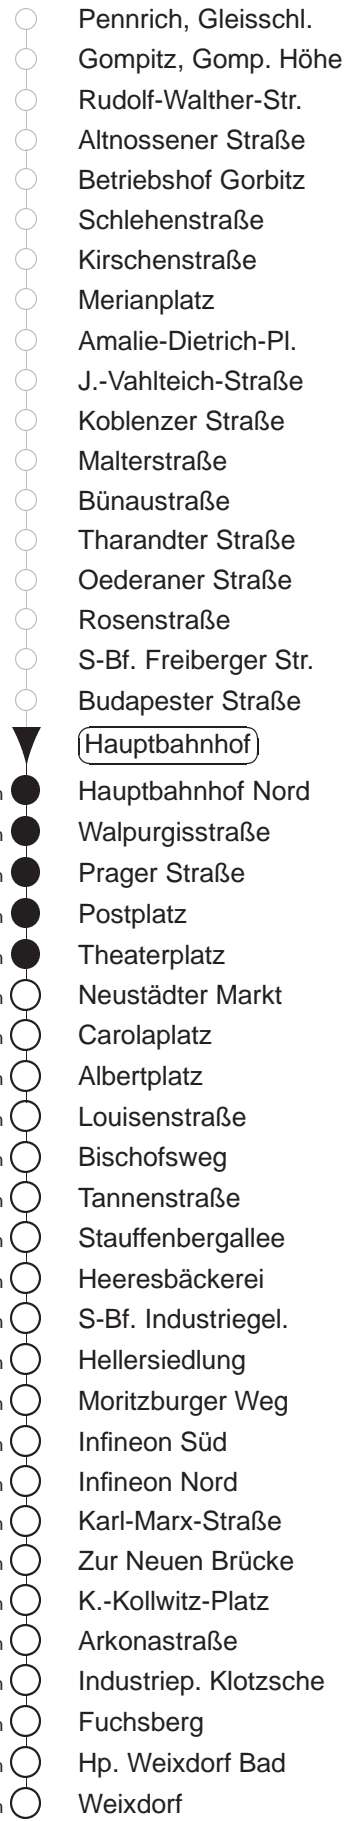 Pennrich, Gleisschl.
Gompitz, Gomp. Höhe
Rudolf-Walther-Str.
Altnossener Straße
Betriebshof Gorbitz
Schlehenstraße
Kirschenstraße
Merianplatz
Amalie-Dietrich-Pl.
J.-Vahlteich-Straße
Koblenzer Straße
Malterstraße
Bünaustraße
Tharandter Straße
Oederaner Straße
Rosenstraße
S-Bf. Freiberger Str.
Budapester Straße
Hauptbahnhof
Hauptbahnhof Nord
Walpurgisstraße
Prager Straße
Postplatz
Theaterplatz
Neustädter Markt
Carolaplatz
Albertplatz
Louisenstraße
Bischofsweg
Tannenstraße
Stauffenbergallee
Heeresbäckerei
S-Bf. Industriegel.
Hellersiedlung
Moritzburger Weg
Infineon Süd
Infineon Nord
Karl-Marx-Straße
Zur Neuen Brücke
K.-Kollwitz-Platz
Arkonastraße
Industriep. Klotzsche
Fuchsberg
Hp. Weixdorf Bad
Weixdorf